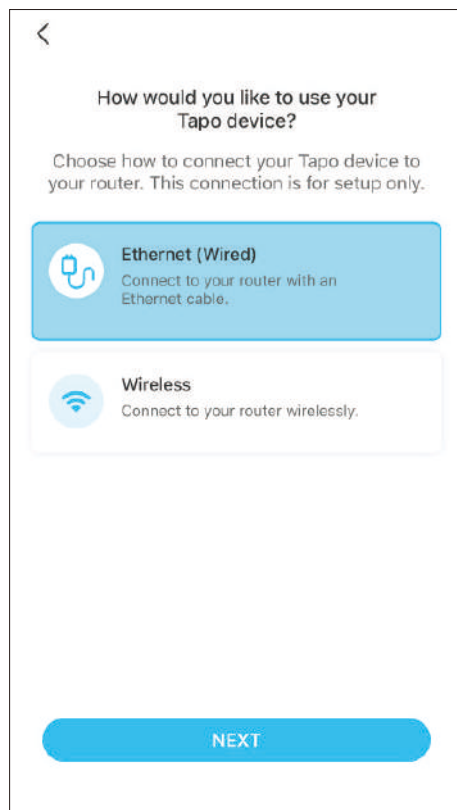 How would you like to use your
Tapo device?
Choose how to connect your Tapo device to
your router. This connection is for setup only.
Ethernet (Wired)
Connect to your router with an
Ethernet cable.
Wireless
Connect to your router wirelessly.
NEXT